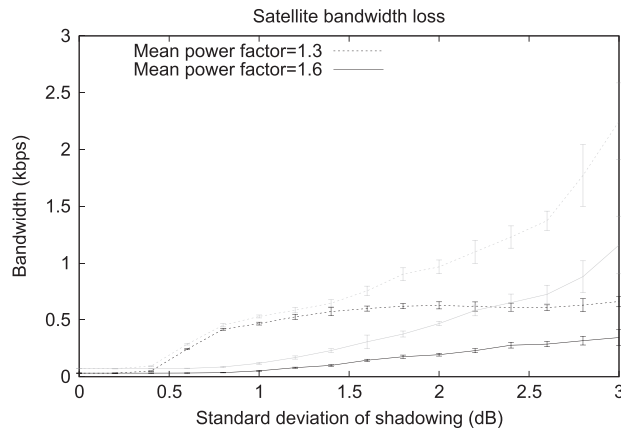 Satellite bandwidth loss
3
Mean power factor=1.3
Mean power factor=1.6
2.5
2
1.5
1
0.5
0
Bandwidth (kbps)
0 0.5 1.0 1.5 2 2.5 3
Standard deviation of shadowing (dB)